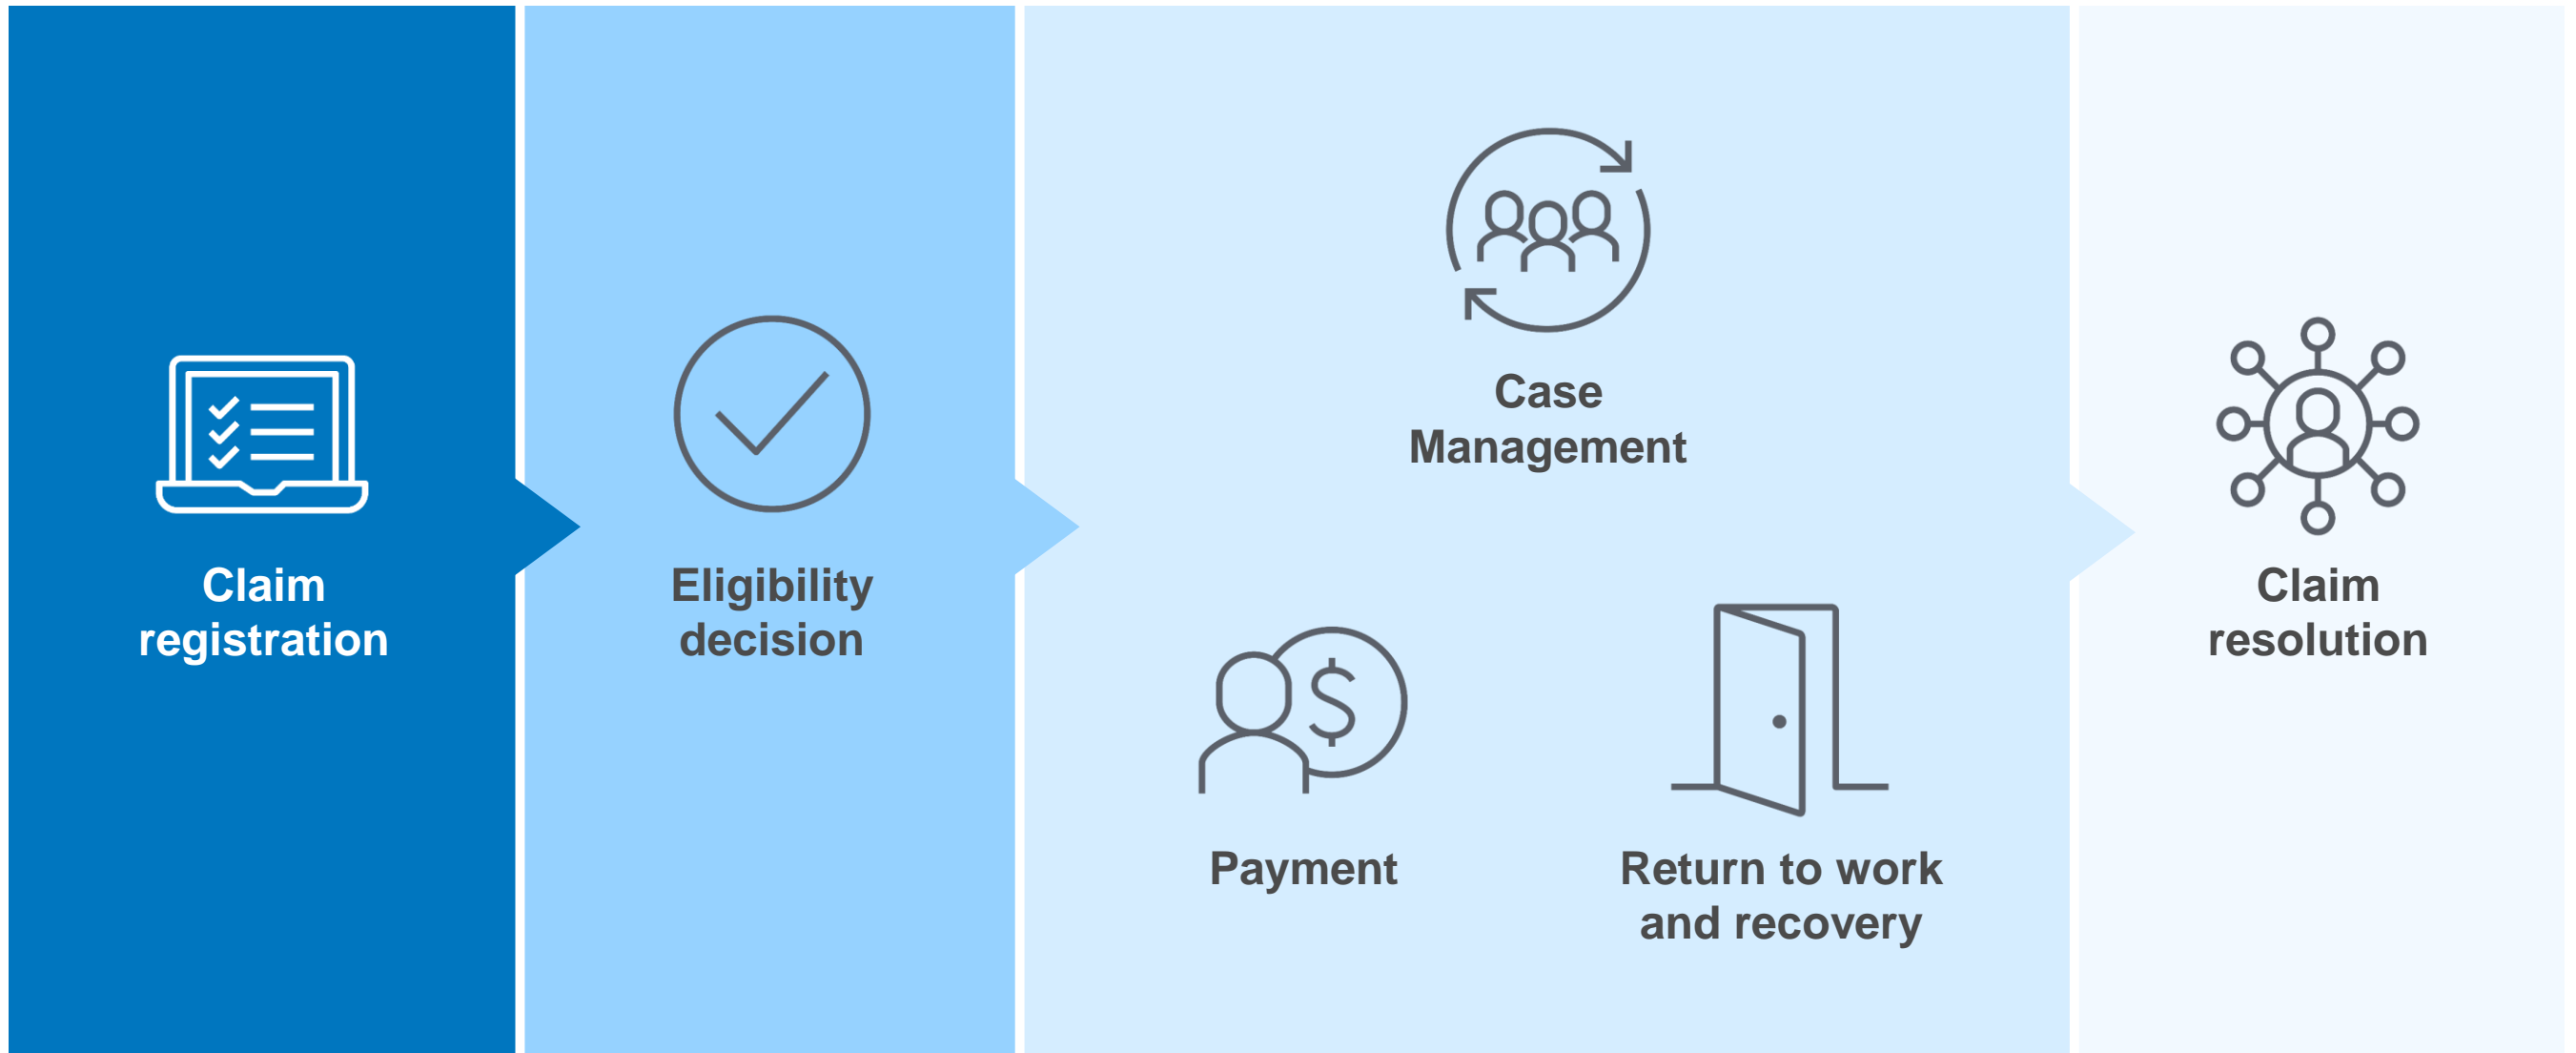 Claim
registration
Eligibility
decision
Case
Management
$
Payment
Return to work
and recovery
Claim
resolution